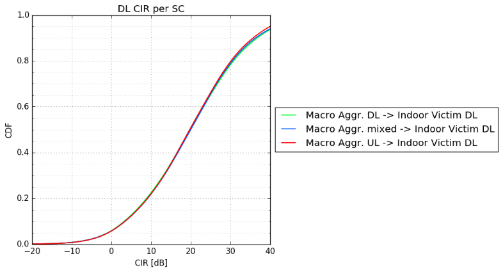 DL CIR per SC
1.0
0.8
0.6
0.4
0.2
0.0
CDF
−20 −10 0 10 20 30 40
CIR [dB]
Macro Aggr. DL -> Indoor Victim DL
Macro Aggr. mixed -> Indoor Victim DL
Macro Aggr. UL -> Indoor Victim DL